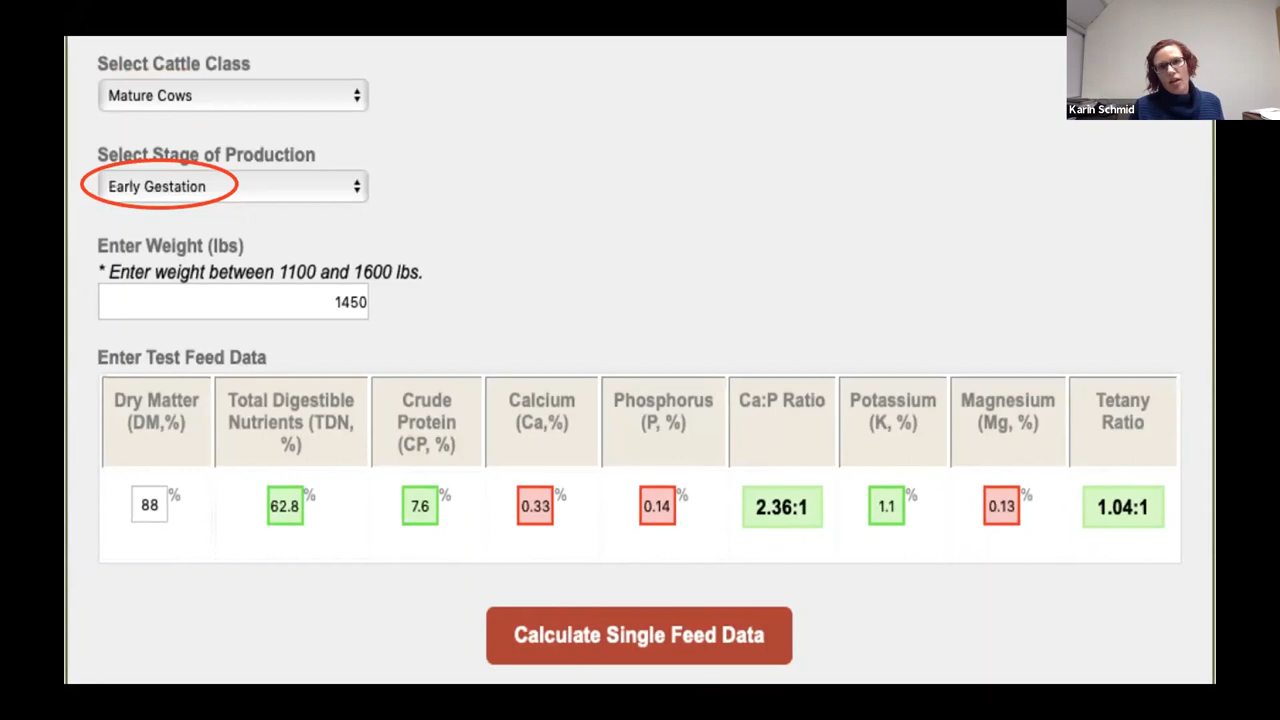 Karin Schmid
Select Cattle Class
Mature Cows
Select Stage of Production
Early Gestation
Enter Weight (lbs)
* Enter weight between 1100 and 1600 lbs.
1450
Enter Test Feed Data
Dry Matter
(DM,%)
Total Digestible
Nutrients (TDN,
%)
Crude
Protein
(CP, %)
Calcium
(Ca,%)
Phosphorus
(P, %)
Ca:P Ratio
Potassium
(K, %)
Magnesium
(Mg, %)
Tetany
Ratio
88 %
62.8 %
7.6 %
0.33 %
0.14 %
2.36:1
1.1 %
0.13 %
1.04:1
Calculate Single Feed Data